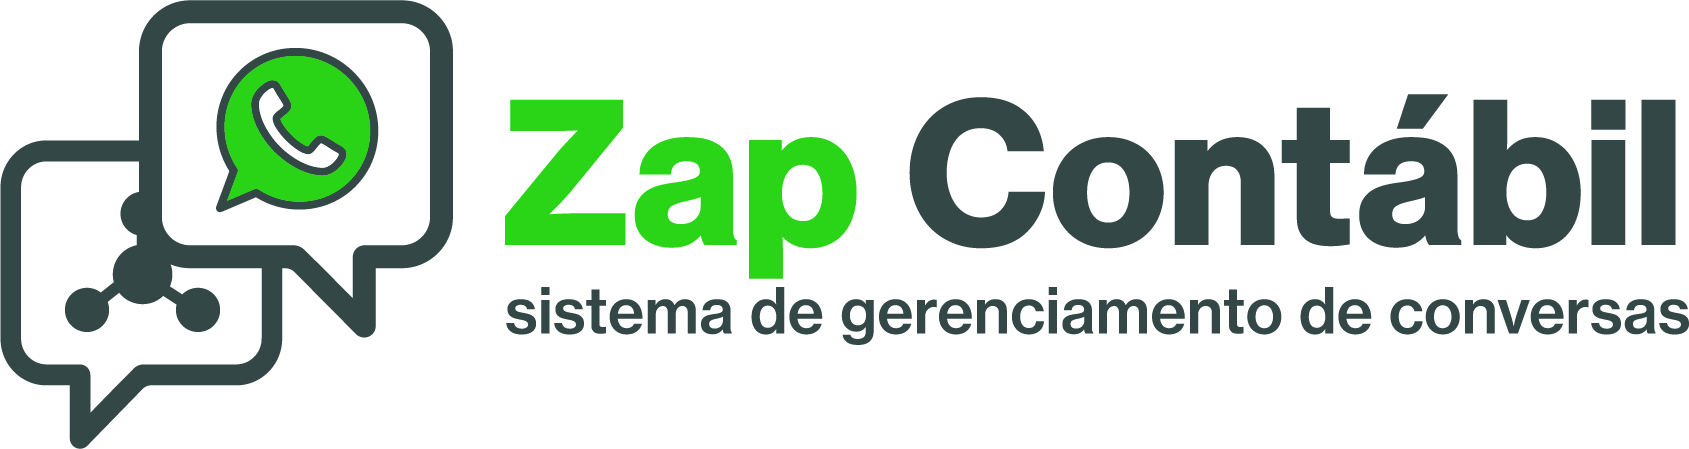 Zap Contábil
sistema de gerenciamento de conversas